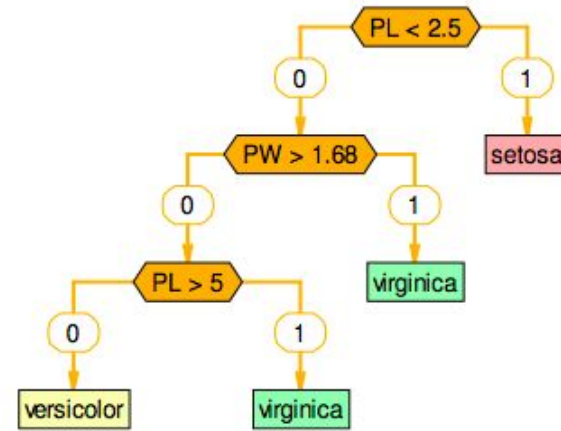 PL < 2.5
0
1
PW > 1.68
setosa
0
1
PL > 5
virginica
0
1
versicolor
virginica